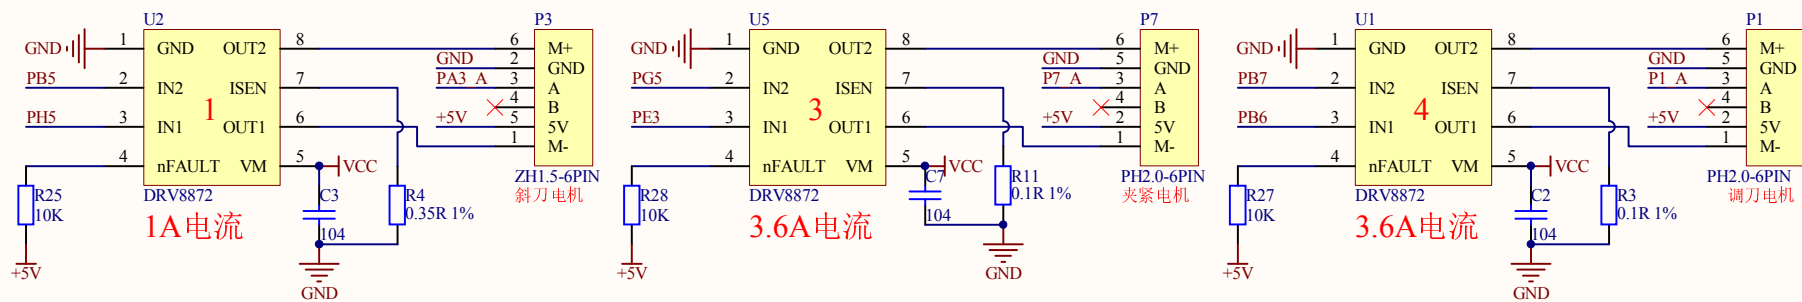 U2
GND 1 GND OUT2 8
PB5 2 IN2 ISEN 7
1
PH5 3 IN1 OUT1 6
4 nFAULT VM 5 VCC
DRV8872
R25
10K
+5V
1A电流
C3
104
R4
0.35R 1%
GND
P3
6 M+
GND 2 GND
PA3_A 3 A
4 B
+5V 5 5V
1 M-
ZH1.5-6PIN
斜刀电机
U5
GND 1 GND OUT2 8
PG5 2 IN2 ISEN 7
3
PE3 3 IN1 OUT1 6
4 nFAULT VM 5 VCC
DRV8872
R28
10K
+5V
3.6A电流
C7
104
R11
0.1R 1%
GND
P7
6 M+
GND 5 GND
P7_A 3 A
4 B
+5V 2 5V
1 M-
PH2.0-6PIN
夹紧电机
U1
GND 1 GND OUT2 8
PB7 2 IN2 ISEN 7
4
PB6 3 IN1 OUT1 6
4 nFAULT VM 5 VCC
DRV8872
R27
10K
+5V
3.6A电流
C2
104
R3
0.1R 1%
GND
P1
6 M+
GND 5 GND
P1_A 3 A
4 B
+5V 2 5V
1 M-
PH2.0-6PIN
调刀电机